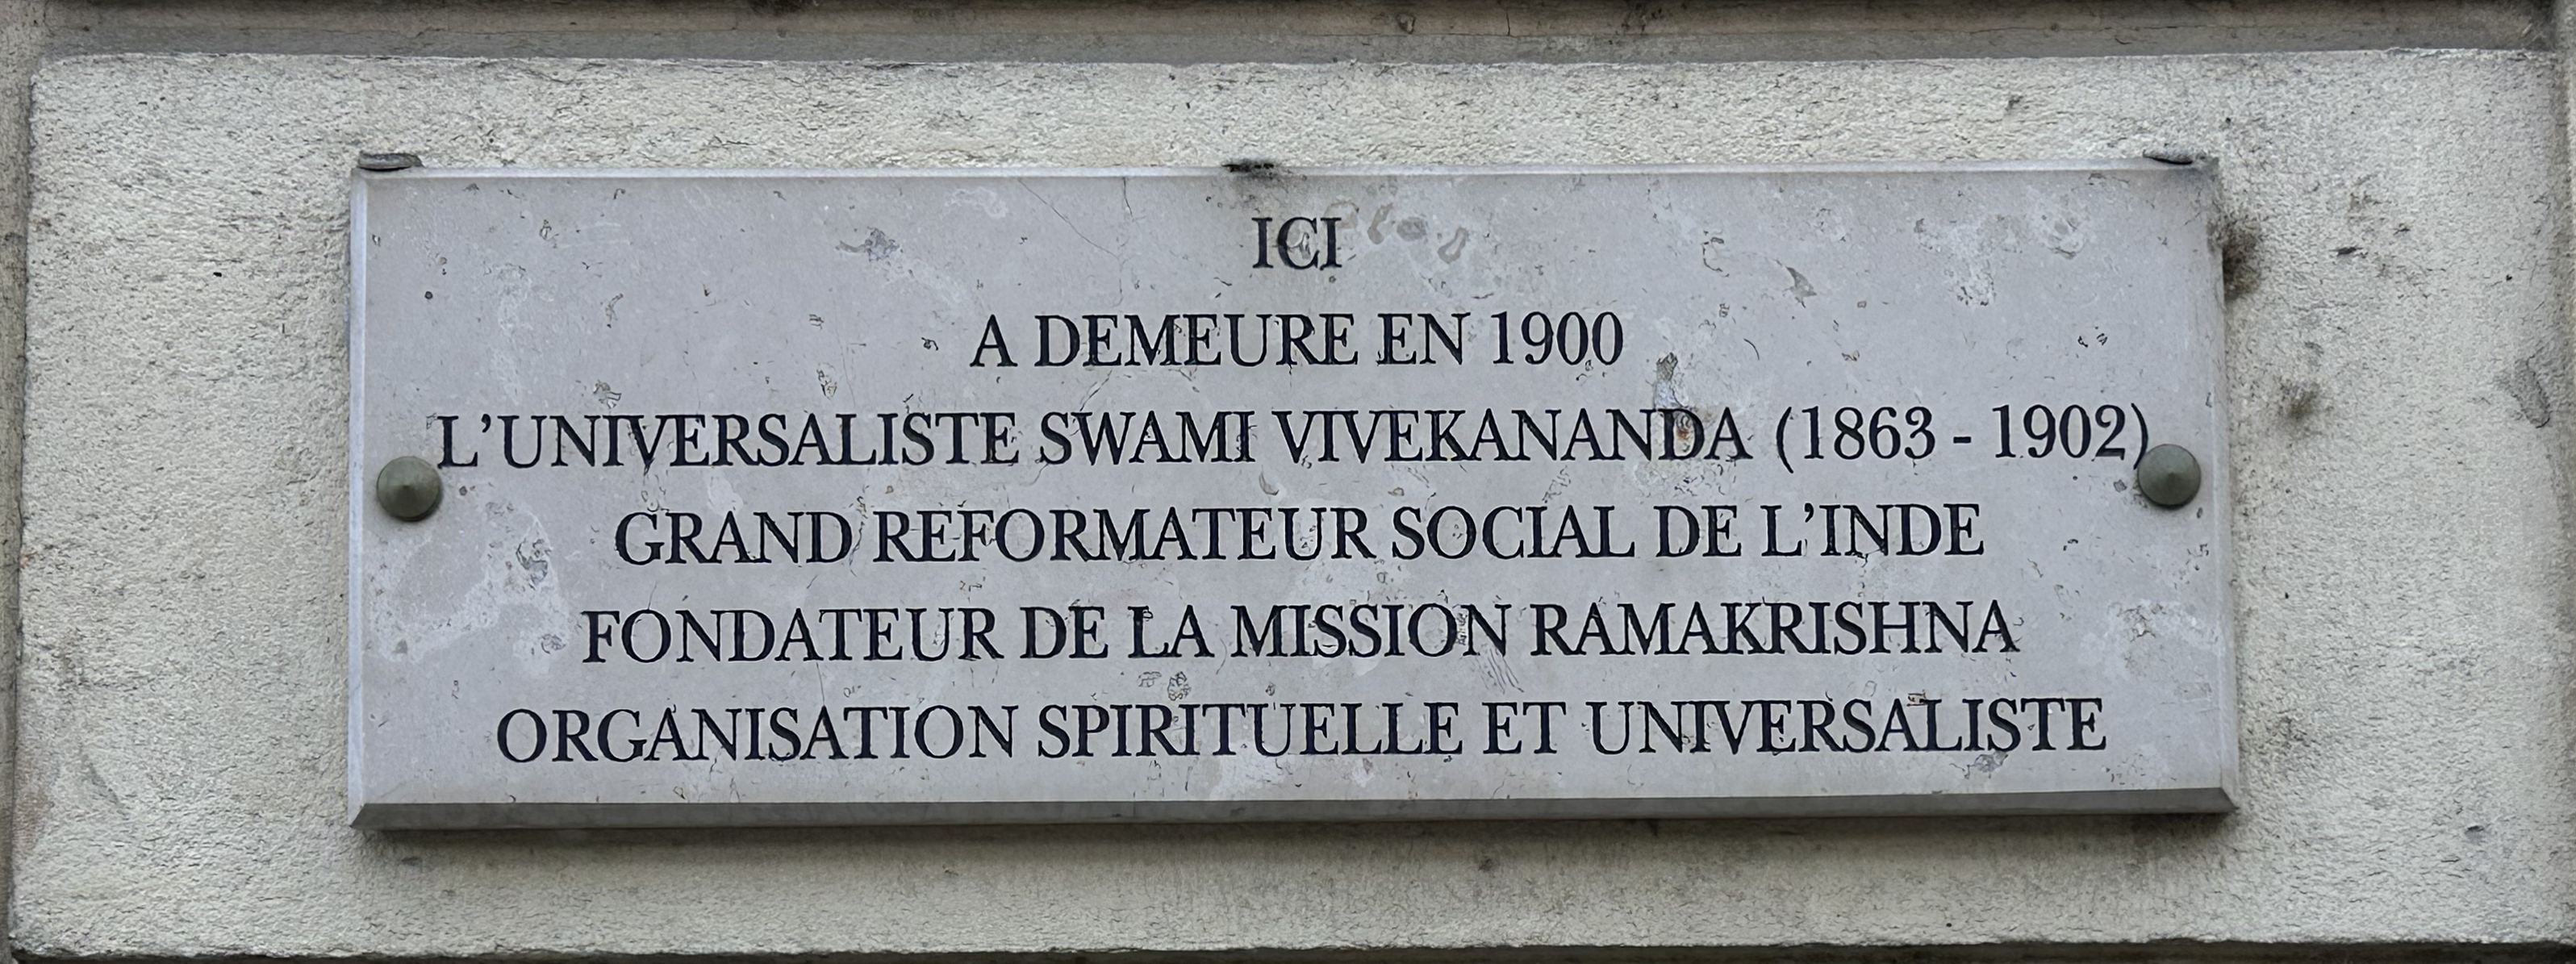 ICI
A DEMEURE EN 1900
L'UNIVERSALISTE SWAMI VIVEKANANDA (1863 - 1902)
GRAND REFORMATEUR SOCIAL DE L'INDE
FONDATEUR DE LA MISSION RAMAKRISHNA
ORGANISATION SPIRITUELLE ET UNIVERSALISTE